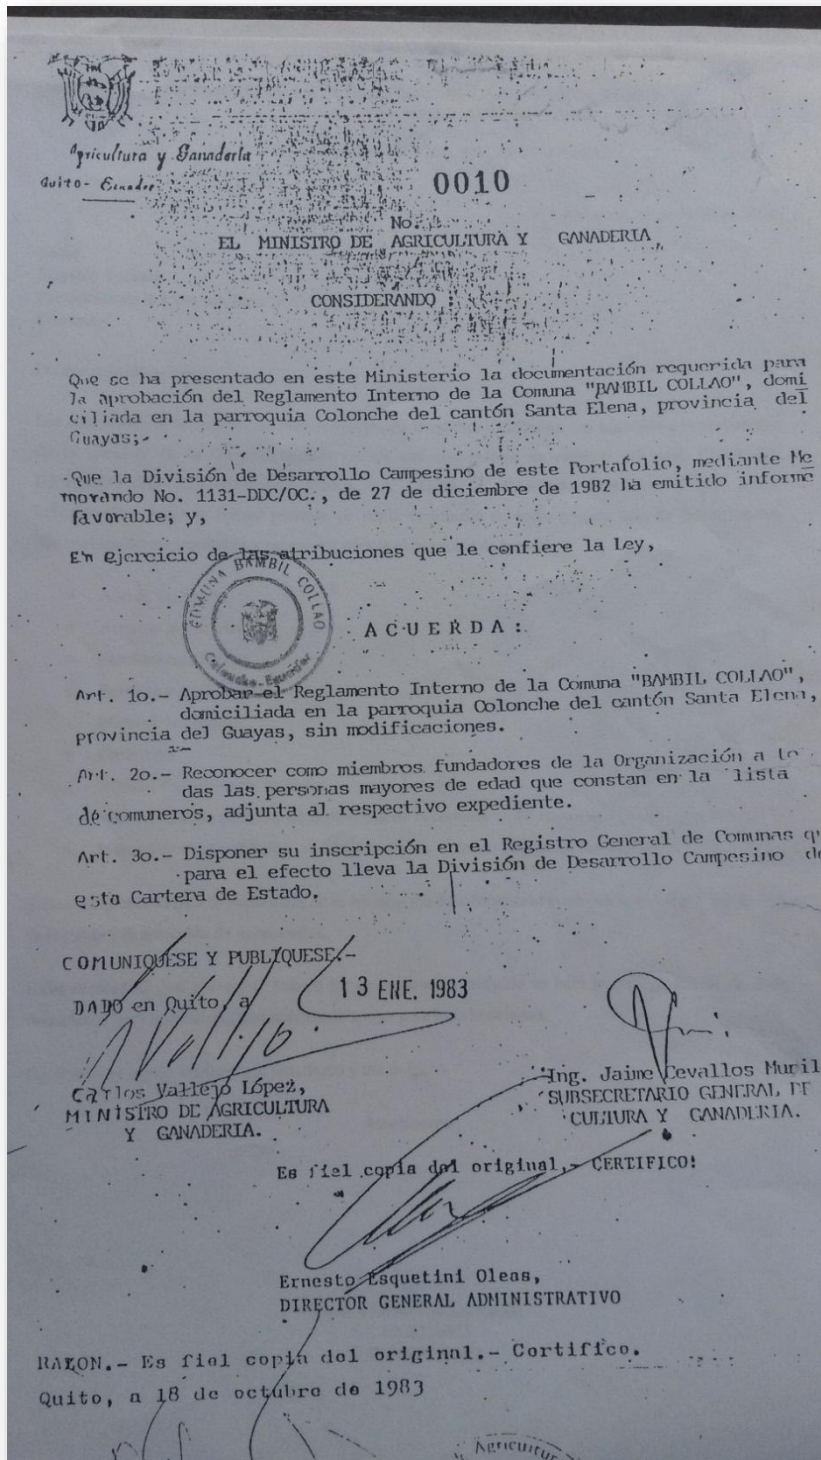 Agricultura y Ganadería
Quito - Ecuador
0010
No.
EL MINISTRO DE AGRICULTURA Y GANADERIA
CONSIDERANDO :
Que se ha presentado en este Ministerio la documentación requerida para
la aprobación del Reglamento Interno de la Comuna "BAMBIL COLLAO", domi
ciliada en la parroquia Colonche del cantón Santa Elena, provincia del
Guayas;-
Que la División de Desarrollo Campesino de este Portafolio, mediante Me
morando No. 1131-DDC/OC., de 27 de diciembre de 1982 ha emitido informe
favorable; y,
En ejercicio de las atribuciones que le confiere la Ley,
COMUNA BAMBIL COLLAO
Colonche - Ecuador
A C U E R D A :
Art. 1o.- Aprobar el Reglamento Interno de la Comuna "BAMBIL COLLAO",
domiciliada en la parroquia Colonche del cantón Santa Elena,
provincia del Guayas, sin modificaciones.
Art. 2o.- Reconocer como miembros fundadores de la Organización a to
das las personas mayores de edad que constan en la lista
de comuneros, adjunta al respectivo expediente.
Art. 3o.- Disponer su inscripción en el Registro General de Comunas qu
para el efecto lleva la División de Desarrollo Campesino de
esta Cartera de Estado.
COMUNIQUESE Y PUBLIQUESE.-
DADO en Quito, a 13 ENE. 1983
Carlos Vallejo López,
MINISTRO DE AGRICULTURA
Y GANADERIA.
Ing. Jaime Cevallos Muril
SUBSECRETARIO GENERAL DE
CULTURA Y GANADERIA.
Es fiel copia del original.- CERTIFICO:
Ernesto Esquetini Oleas,
DIRECTOR GENERAL ADMINISTRATIVO
RAZON.- Es fiel copia del original.- Certifico.
Quito, a 18 de octubre de 1983
Agricultur